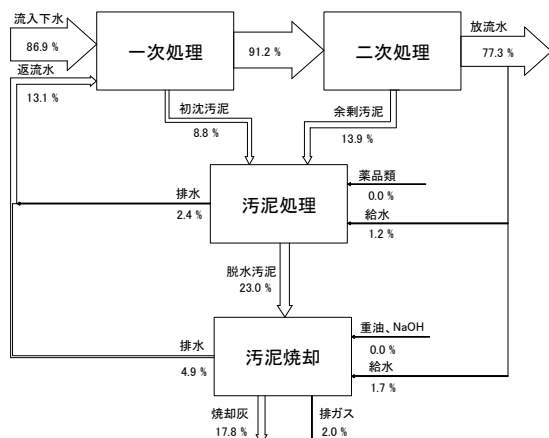 流入下水
86.9 %
一次処理
91.2 %
二次処理
放流水
77.3 %
返流水
13.1 %
初沈汚泥
8.8 %
余剰汚泥
13.9 %
汚泥処理
薬品類
0.0 %
排水
2.4 %
給水
1.2 %
脱水汚泥
23.0 %
汚泥焼却
重油、NaOH
0.0 %
排水
4.9 %
給水
1.7 %
焼却灰
17.8 %
排ガス
2.0 %